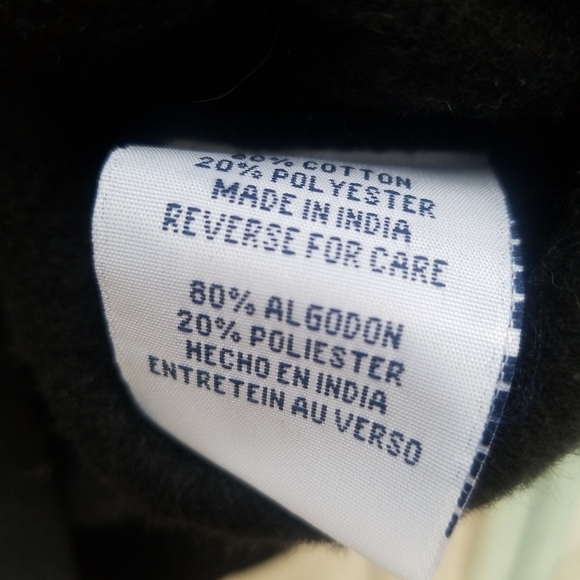 80% COTTON
20% POLYESTER
MADE IN INDIA
REVERSE FOR CARE
80% ALGODON
20% POLIESTER
HECHO EN INDIA
ENTRETEIN AU VERSO